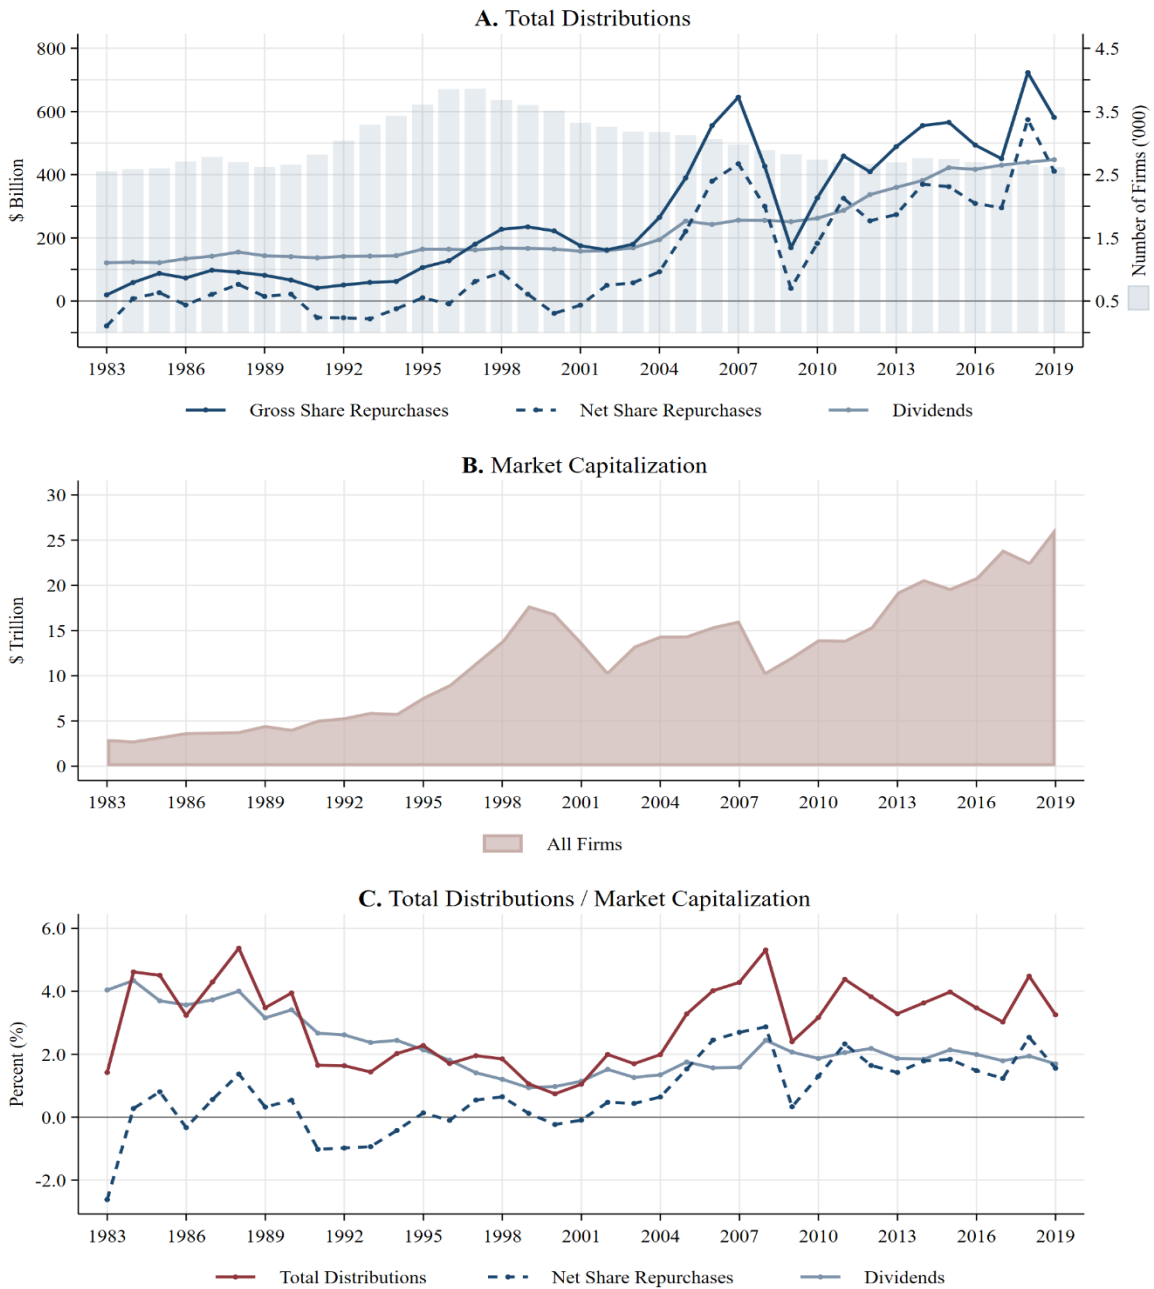 A. Total Distributions
$ Billion
800
600
400
200
0
4.5
3.5
2.5
1.5
0.5
Number of Firms ('000)
1983 1986 1989 1992 1995 1998 2001 2004 2007 2010 2013 2016 2019
Gross Share Repurchases Net Share Repurchases Dividends
B. Market Capitalization
$ Trillion
30
25
20
15
10
5
0
1983 1986 1989 1992 1995 1998 2001 2004 2007 2010 2013 2016 2019
All Firms
C. Total Distributions / Market Capitalization
Percent (%)
6.0
4.0
2.0
0.0
-2.0
1983 1986 1989 1992 1995 1998 2001 2004 2007 2010 2013 2016 2019
Total Distributions Net Share Repurchases Dividends